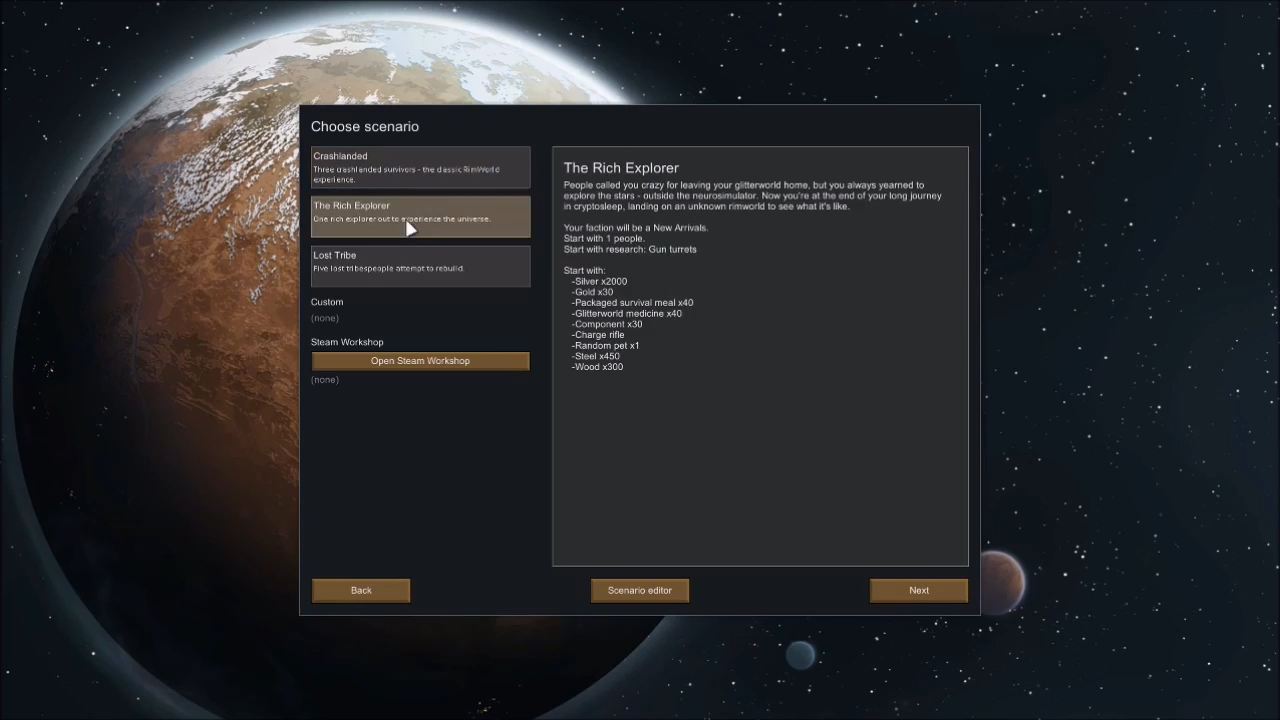 Choose scenario
Crashlanded
Three crashlanded survivors - the classic RimWorld
experience.
The Rich Explorer
One rich explorer out to experience the universe.
Lost Tribe
Five lost tribespeople attempt to rebuild.
Custom
(none)
Steam Workshop
Open Steam Workshop
(none)
The Rich Explorer
People called you crazy for leaving your glitterworld home, but you always yearned to
explore the stars - outside the neurosimulator. Now you're at the end of your long journey
in cryptosleep, landing on an unknown rimworld to see what it's like.
Your faction will be a New Arrivals.
Start with 1 people.
Start with research: Gun turrets
Start with:
-Silver x2000
-Gold x30
-Packaged survival meal x40
-Glitterworld medicine x40
-Component x30
-Charge rifle
-Random pet x1
-Steel x450
-Wood x300
Back
Scenario editor
Next